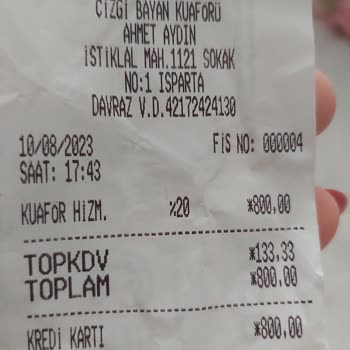 ÇİZGİ BAYAN KUAFÖRÜ
AHMET AYDIN
İSTİKLAL MAH.1121 SOKAK
NO:1 ISPARTA
DAVRAZ V.D.42172424130
10/08/2023 FİŞ NO: 000004
SAAT: 17:43
KUAFÖR HİZM. %20 *800,00
TOPKDV *133,33
TOPLAM *800,00
KREDİ KARTI *800,00